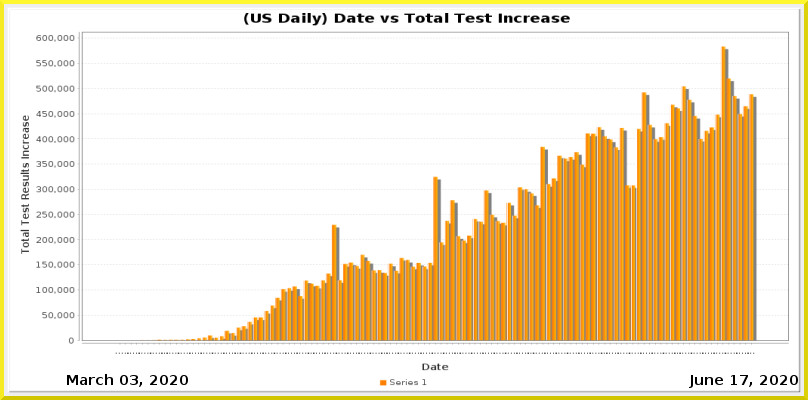 (US Daily) Date vs Total Test Increase
600,000
550,000
500,000
450,000
400,000
350,000
300,000
250,000
200,000
150,000
100,000
50,000
0
Total Test Results Increase
Date
March 03, 2020
Series 1
June 17, 2020